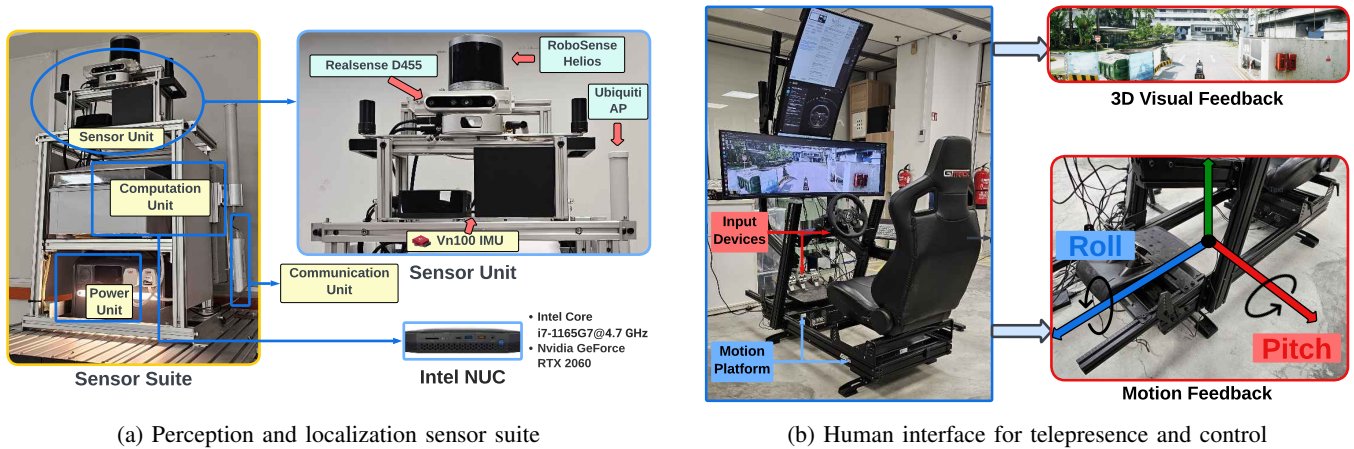 Sensor Unit
Computation
Unit
Power
Unit
Sensor Suite
Realsense D455
RoboSense
Helios
Ubiquiti
AP
Vn100 IMU
Sensor Unit
Communication
Unit
• Intel Core
i7-1165G7@4.7 GHz
• Nvidia GeForce
RTX 2060
Intel NUC
(a) Perception and localization sensor suite
Input
Devices
Motion
Platform
3D Visual Feedback
Roll
Pitch
Motion Feedback
(b) Human interface for telepresence and control